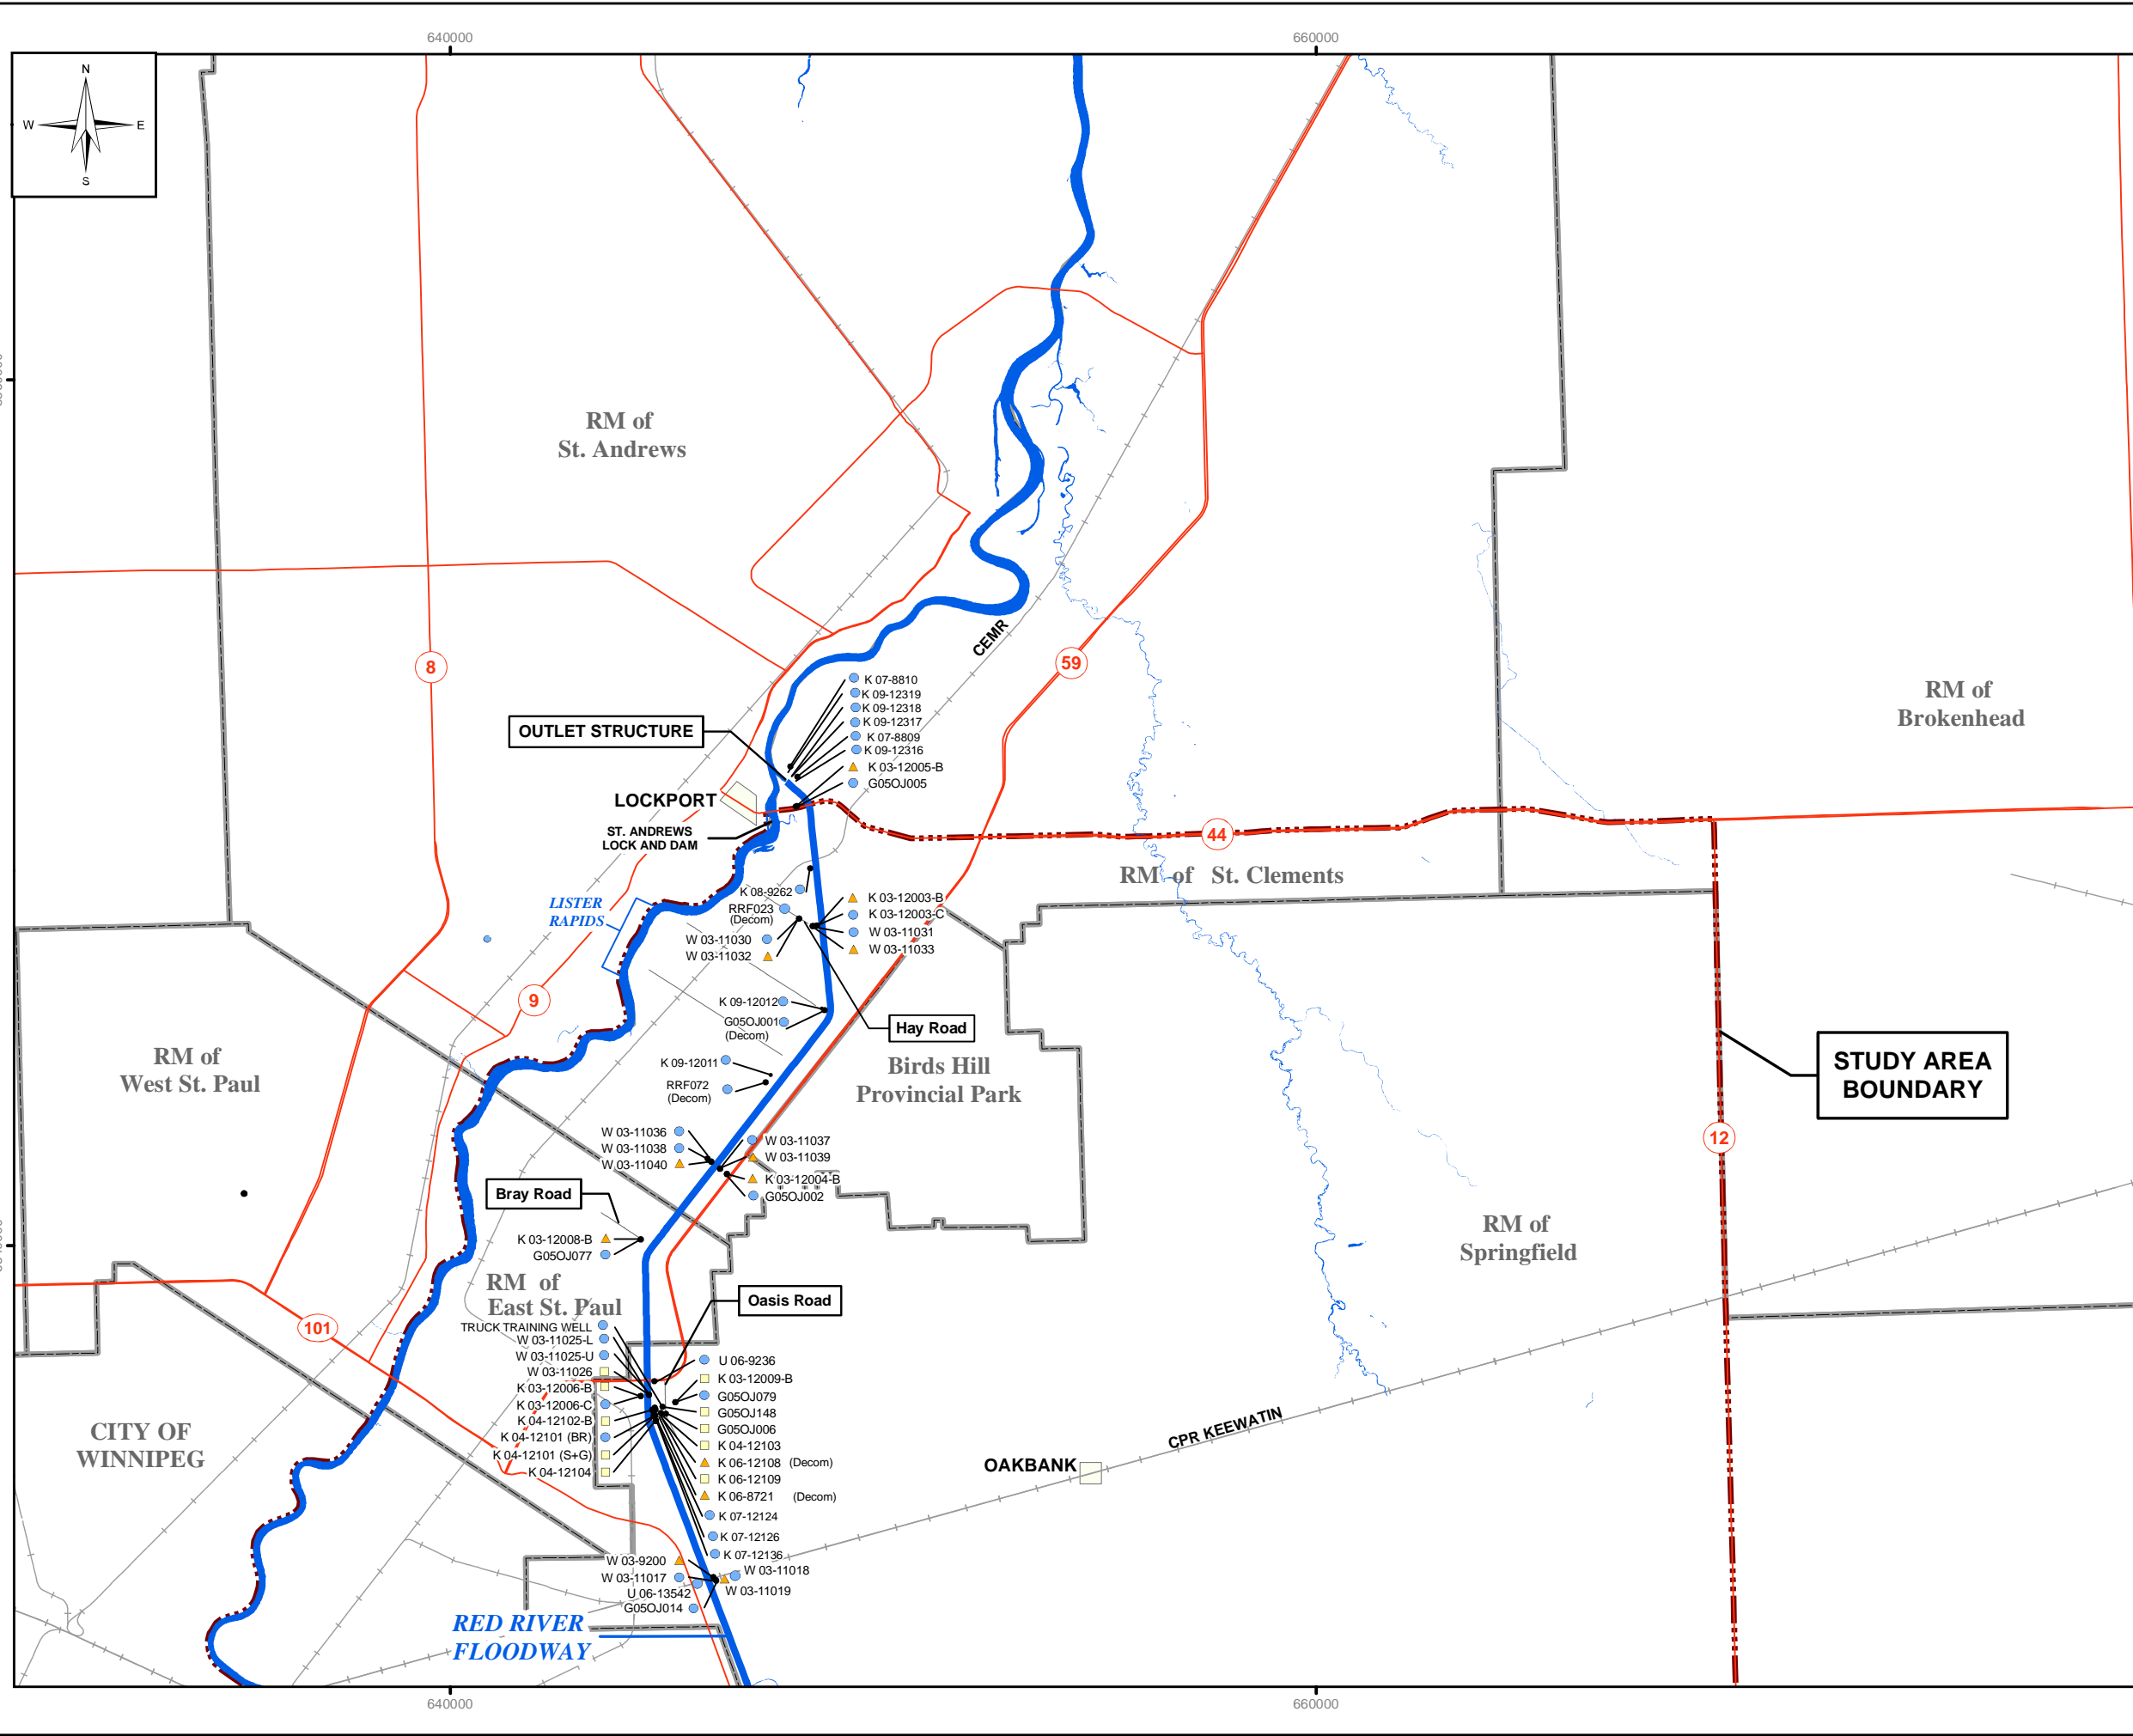 640000
660000
N
W
E
S
RM of
St. Andrews
CEMR
59
8
K 07-8810
K 09-12319
K 09-12318
K 09-12317
K 07-8809
K 09-12316
K 03-12005-B
G05OJ005
OUTLET STRUCTURE
RM of
Brokenhead
LOCKPORT
ST. ANDREWS
LOCK AND DAM
44
RM of St. Clements
LISTER
RAPIDS
K 08-9262
RRF023
(Decom)
W 03-11030
W 03-11032
K 03-12003-B
K 03-12003-C
W 03-11031
W 03-11033
9
K 09-12012
G05OJ001
(Decom)
Hay Road
K 09-12011
RRF072
(Decom)
Birds Hill
Provincial Park
RM of
West St. Paul
STUDY AREA
BOUNDARY
12
W 03-11036
W 03-11038
W 03-11040
W 03-11037
W 03-11039
K 03-12004-B
G05OJ002
Bray Road
K 03-12008-B
G05OJ077
RM of
Springfield
RM of
East St. Paul
Oasis Road
101
TRUCK TRAINING WELL
W 03-11025-L
W 03-11025-U
W 03-11026
K 03-12006-B
K 03-12006-C
K 04-12102-B
K 04-12101 (BR)
K 04-12101 (S+G)
K 04-12104
U 06-9236
K 03-12009-B
G05OJ079
G05OJ148
G05OJ006
K 04-12103
K 06-12108 (Decom)
K 06-12109
K 06-8721 (Decom)
K 07-12124
K 07-12126
K 07-12136
CITY OF
WINNIPEG
CPR KEEWATIN
OAKBANK
W 03-9200
W 03-11017
U 06-13542
G05OJ014
W 03-11018
W 03-11019
RED RIVER
FLOODWAY
640000
660000